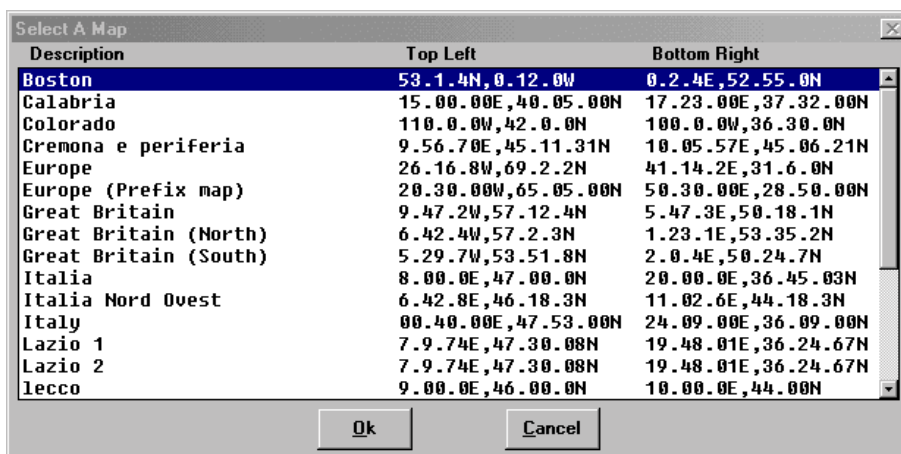 Select A Map
Description Top Left Bottom Right
Boston 53.1.4N,0.12.0W 0.2.4E,52.55.0N
Calabria 15.00.00E,40.05.00N 17.23.00E,37.32.00N
Colorado 110.0.0W,42.0.0N 100.0.0W,36.30.0N
Cremona e periferia 9.56.70E,45.11.31N 10.05.57E,45.06.21N
Europe 26.16.8W,69.2.2N 41.14.2E,31.6.0N
Europe (Prefix map) 20.30.00W,65.05.00N 50.30.00E,28.50.00N
Great Britain 9.47.2W,57.12.4N 5.47.3E,50.18.1N
Great Britain (North) 6.42.4W,57.2.3N 1.23.1E,53.35.2N
Great Britain (South) 5.29.7W,53.51.8N 2.0.4E,50.24.7N
Italia 8.00.0E,47.00.0N 20.00.0E,36.45.03N
Italia Nord Ovest 6.42.8E,46.18.3N 11.02.6E,44.18.3N
Italy 00.40.00E,47.53.00N 24.09.00E,36.09.00N
Lazio 1 7.9.74E,47.30.08N 19.48.01E,36.24.67N
Lazio 2 7.9.74E,47.30.08N 19.48.01E,36.24.67N
lecco 9.00.0E,46.00.0N 10.00.0E,44.00N
Ok Cancel